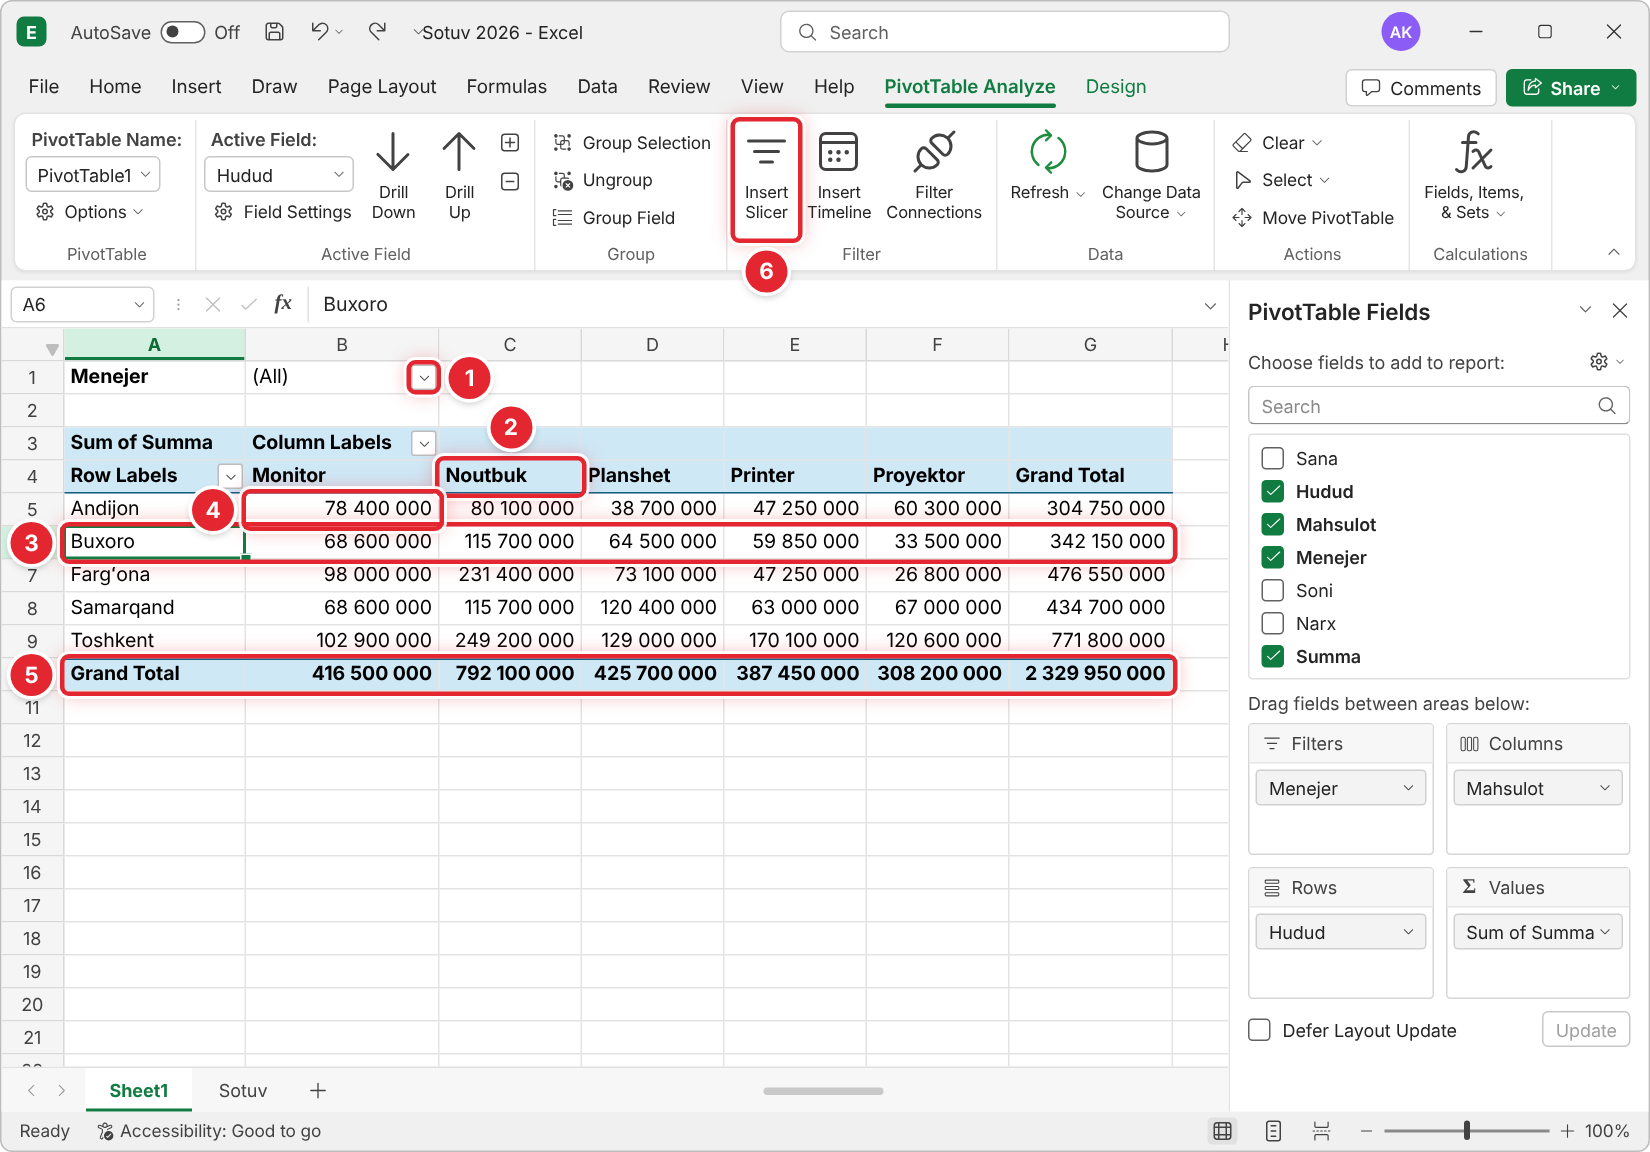 E AutoSave Off Sotuv 2026 - Excel Search AK
File Home Insert Draw Page Layout Formulas Data Review View Help PivotTable Analyze Design Comments Share
PivotTable Name:
PivotTable1
Options
PivotTable
Active Field:
Hudud
Field Settings
Drill Down
Drill Up
Active Field
Group Selection
Ungroup
Group Field
Group
Insert Slicer
Insert Timeline
Filter Connections
Filter
Refresh
Change Data Source
Data
Clear
Select
Move PivotTable
Actions
Fields, Items, & Sets
Calculations
6
A6 fx Buxoro
A B C D E F G H
1 Menejer (All) 1
2
2
3 Sum of Summa Column Labels
4 Row Labels Monitor Noutbuk Planshet Printer Proyektor Grand Total
5 Andijon 4 78 400 000 80 100 000 38 700 000 47 250 000 60 300 000 304 750 000
3 Buxoro 68 600 000 115 700 000 64 500 000 59 850 000 33 500 000 342 150 000
7 Farg‘ona 98 000 000 231 400 000 73 100 000 47 250 000 26 800 000 476 550 000
8 Samarqand 68 600 000 115 700 000 120 400 000 63 000 000 67 000 000 434 700 000
9 Toshkent 102 900 000 249 200 000 129 000 000 170 100 000 120 600 000 771 800 000
5 Grand Total 416 500 000 792 100 000 425 700 000 387 450 000 308 200 000 2 329 950 000
11
12
13
14
15
16
17
18
19
20
21
PivotTable Fields
Choose fields to add to report:
Search
Sana
Hudud
Mahsulot
Menejer
Soni
Narx
Summa
Drag fields between areas below:
Filters
Menejer
Columns
Mahsulot
Rows
Hudud
Σ Values
Sum of Summa
Defer Layout Update Update
Sheet1 Sotuv
Ready Accessibility: Good to go 100%